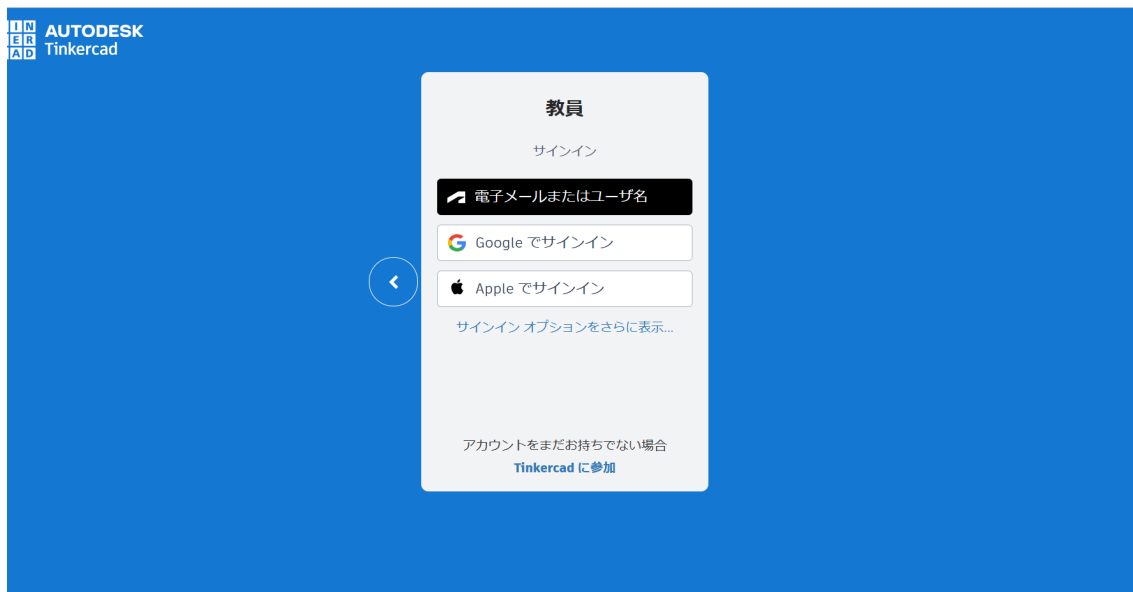 IN
ER
AD
AUTODESK
Tinkercad
教員
サインイン
電子メールまたはユーザ名
Google でサインイン
Apple でサインイン
サインイン オプションをさらに表示...
アカウントをまだお持ちでない場合
Tinkercad に参加